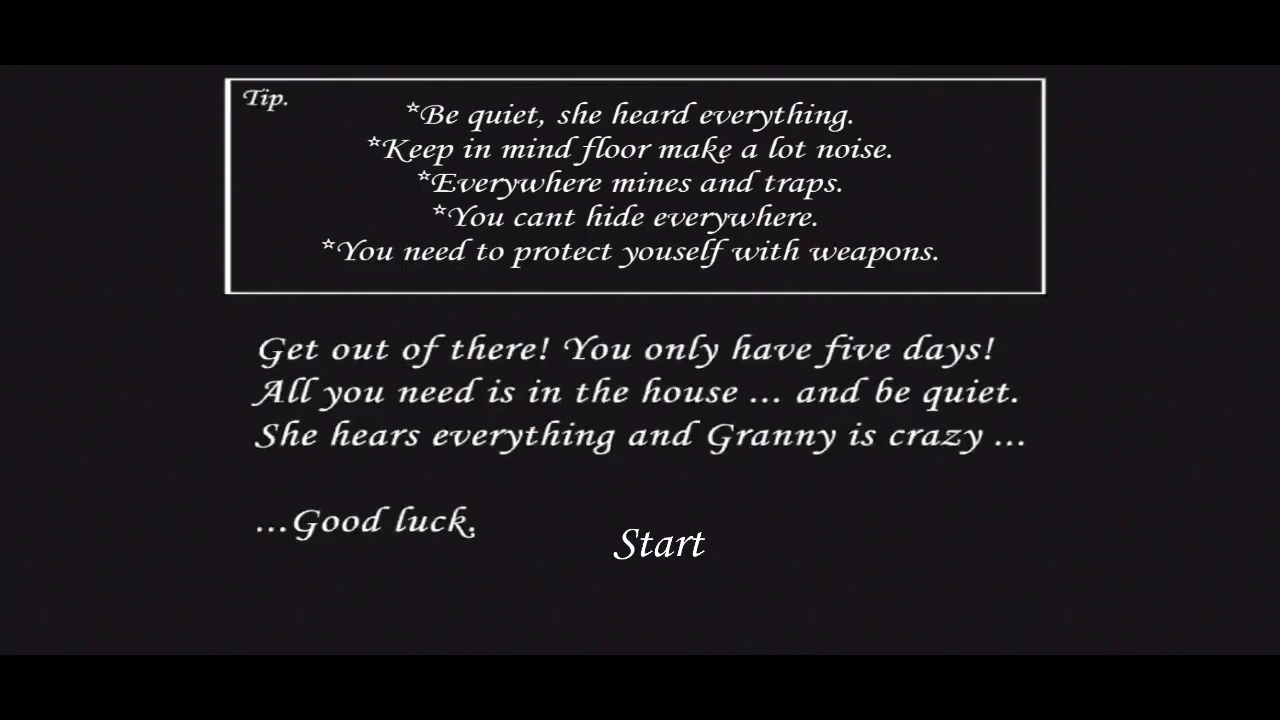 Tip.
*Be quiet, she heard everything.
*Keep in mind floor make a lot noise.
*Everywhere mines and traps.
*You cant hide everywhere.
*You need to protect youself with weapons.
Get out of there! You only have five days!
All you need is in the house ... and be quiet.
She hears everything and Granny is crazy ...
...Good luck.
Start